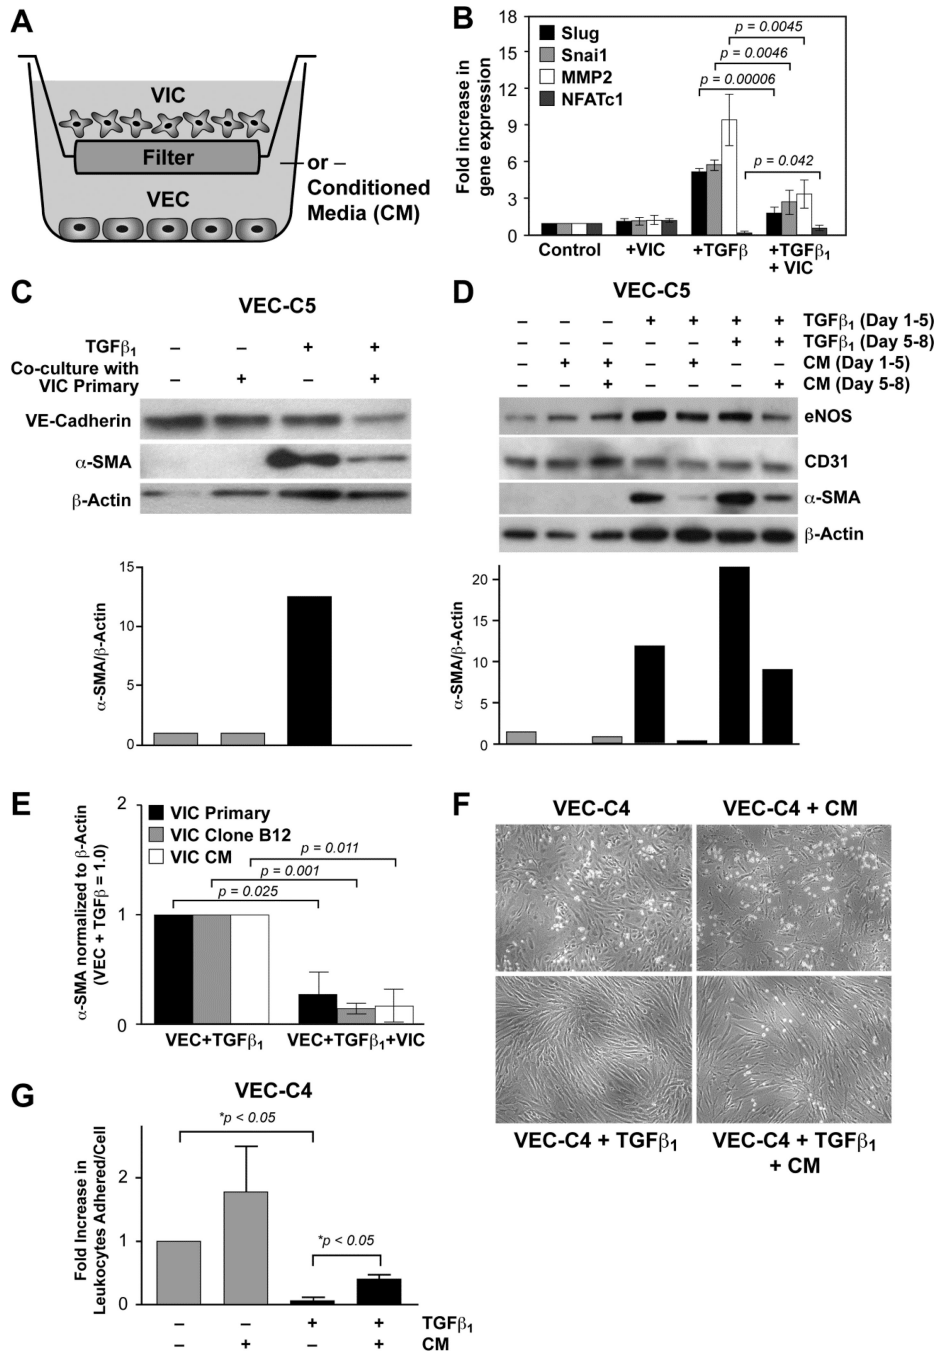 A
VIC
Filter
VEC
or –
Conditioned
Media (CM)
B
Fold increase in
gene expression
18
15
12
9
6
3
0
Slug
Snai1
MMP2
NFATc1
p = 0.0045
p = 0.0046
p = 0.00006
p = 0.042
Control
+VIC
+TGFβ
+TGFβ1
+ VIC
C
VEC-C5
TGFβ1 – – + +
Co-culture with
VIC Primary – + – +
VE-Cadherin
α-SMA
β-Actin
α-SMA/β-Actin
15
10
5
0
D
VEC-C5
– – – + + + + TGFβ1 (Day 1-5)
– – – – – + + TGFβ1 (Day 5-8)
– + + – + – – CM (Day 1-5)
– – + – – – + CM (Day 5-8)
eNOS
CD31
α-SMA
β-Actin
α-SMA/β-Actin
20
15
10
5
0
E
α-SMA normalized to β-Actin
(VEC + TGFβ = 1.0)
2
1
0
VIC Primary
VIC Clone B12
VIC CM
p = 0.011
p = 0.001
p = 0.025
VEC+TGFβ1
VEC+TGFβ1+VIC
F
VEC-C4
VEC-C4 + CM
VEC-C4 + TGFβ1
VEC-C4 + TGFβ1
+ CM
G
VEC-C4
Fold Increase in
Leukocytes Adhered/Cell
2
1
0
*p < 0.05
*p < 0.05
– – + + TGFβ1
– + – + CM